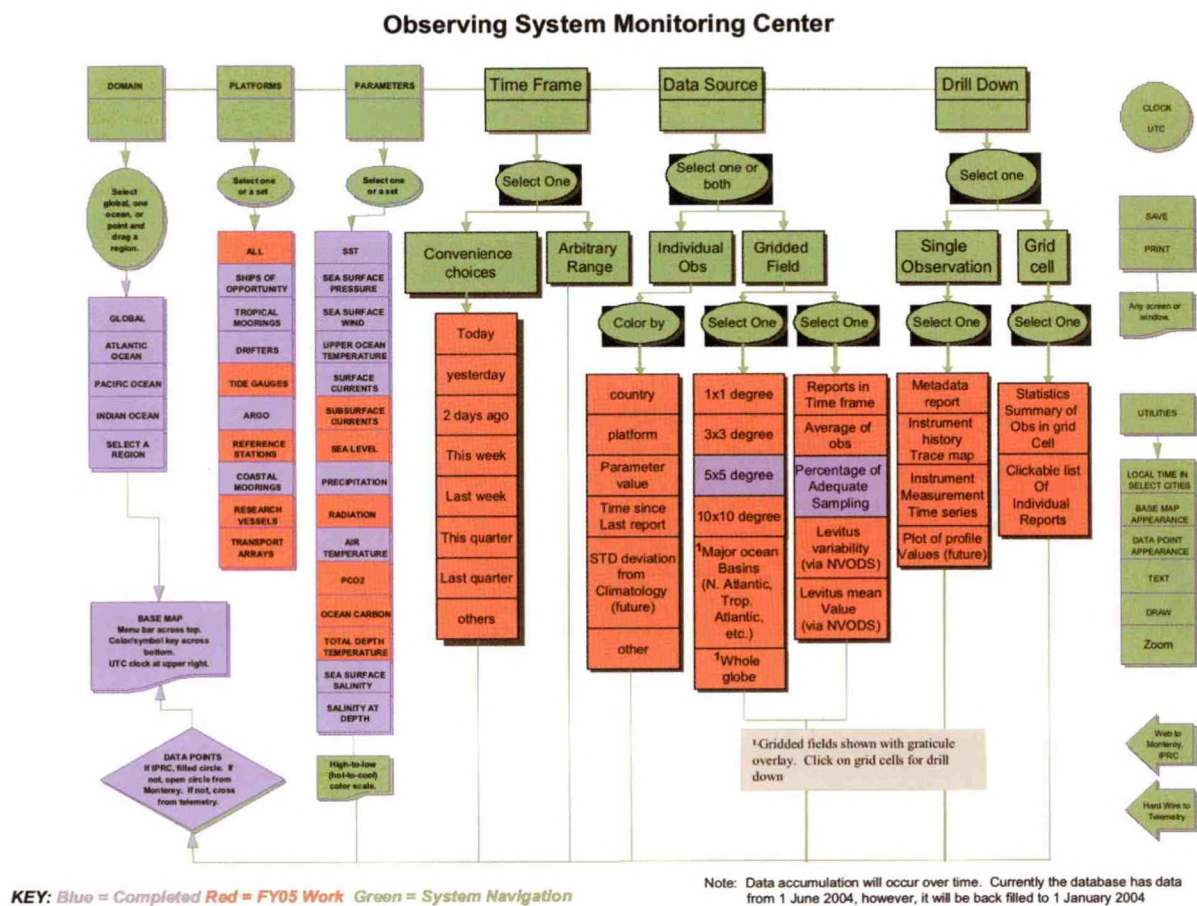 Observing System Monitoring Center
DOMAIN
PLATFORMS
PARAMETERS
Time Frame
Data Source
Drill Down
CLOCK
UTC
Select
global, one
ocean, or
point and
drag a
region.
Select one
or a set
Select one
or a set
Select One
Select one or
both
Select one
SAVE
PRINT
Any screen or
window.
GLOBAL
ATLANTIC
OCEAN
PACIFIC OCEAN
INDIAN OCEAN
SELECT A
REGION
ALL
SHIPS OF
OPPORTUNITY
TROPICAL
MOORINGS
DRIFTERS
TIDE GAUGES
ARGO
REFERENCE
STATIONS
COASTAL
MOORINGS
RESEARCH
VESSELS
TRANSPORT
ARRAYS
SST
SEA SURFACE
PRESSURE
SEA SURFACE
WIND
UPPER OCEAN
TEMPERATURE
SURFACE
CURRENTS
SUBSURFACE
CURRENTS
SEA LEVEL
PRECIPITATION
RADIATION
AIR
TEMPERATURE
PCO2
OCEAN CARBON
TOTAL DEPTH
TEMPERATURE
SEA SURFACE
SALINITY
SALINITY AT
DEPTH
High-to-low
(hot-to-cool)
color scale.
Convenience
choices
Arbitrary
Range
Today
yesterday
2 days ago
This week
Last week
This quarter
Last quarter
others
Individual
Obs
Gridded
Field
Color by
Select One
Select One
country
platform
Parameter
value
Time since
Last report
STD deviation
from
Climatology
(future)
other
1x1 degree
3x3 degree
5x5 degree
10x10 degree
¹Major ocean
Basins
(N. Atlantic,
Trop.
Atlantic,
etc.)
¹Whole
globe
Reports in
Time frame
Average of
obs
Percentage of
Adequate
Sampling
Levitus
variability
(via NVODS)
Levitus mean
Value
(via NVODS)
Single
Observation
Grid
cell
Select One
Select One
Metadata
report
Instrument
history
Trace map
Instrument
Measurement
Time series
Plot of profile
Values (future)
Statistics
Summary of
Obs in grid
Cell
Clickable list
Of
Individual
Reports
UTILITIES
LOCAL TIME IN
SELECT CITIES
BASE MAP
APPEARANCE
DATA POINT
APPEARANCE
TEXT
DRAW
Zoom
BASE MAP
Menu bar across top.
Color/symbol key across
bottom.
UTC clock at upper right.
DATA POINTS
If IPRC, filled circle. If
not, open circle from
Monterey. If not, cross
from telemetry.
¹Gridded fields shown with graticule
overlay. Click on grid cells for drill
down
Web to
Monterey,
IPRC
Hard Wire to
Telemetry
KEY: Blue = Completed Red = FY05 Work Green = System Navigation
Note: Data accumulation will occur over time. Currently the database has data
from 1 June 2004, however, it will be back filled to 1 January 2004